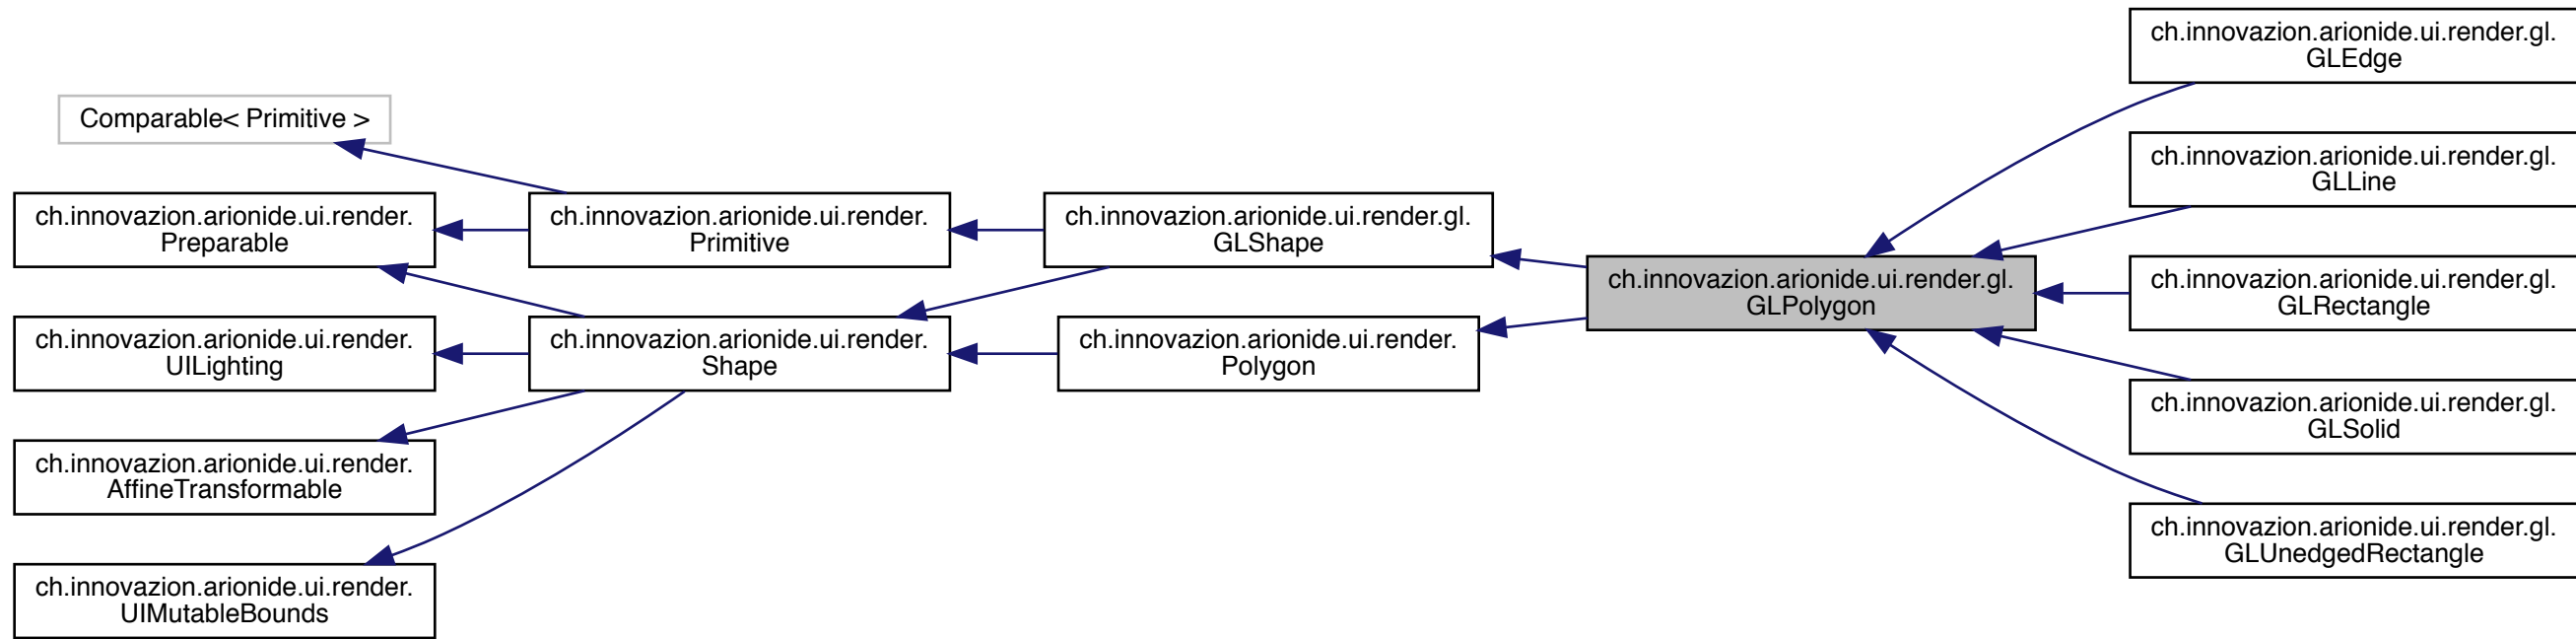 Comparable< Primitive >
ch.innovazion.arionide.ui.render.
Preparable
ch.innovazion.arionide.ui.render.
UILighting
ch.innovazion.arionide.ui.render.
AffineTransformable
ch.innovazion.arionide.ui.render.
UIMutableBounds
ch.innovazion.arionide.ui.render.
Primitive
ch.innovazion.arionide.ui.render.
Shape
ch.innovazion.arionide.ui.render.gl.
GLShape
ch.innovazion.arionide.ui.render.
Polygon
ch.innovazion.arionide.ui.render.gl.
GLPolygon
ch.innovazion.arionide.ui.render.gl.
GLEdge
ch.innovazion.arionide.ui.render.gl.
GLLine
ch.innovazion.arionide.ui.render.gl.
GLRectangle
ch.innovazion.arionide.ui.render.gl.
GLSolid
ch.innovazion.arionide.ui.render.gl.
GLUnedgedRectangle